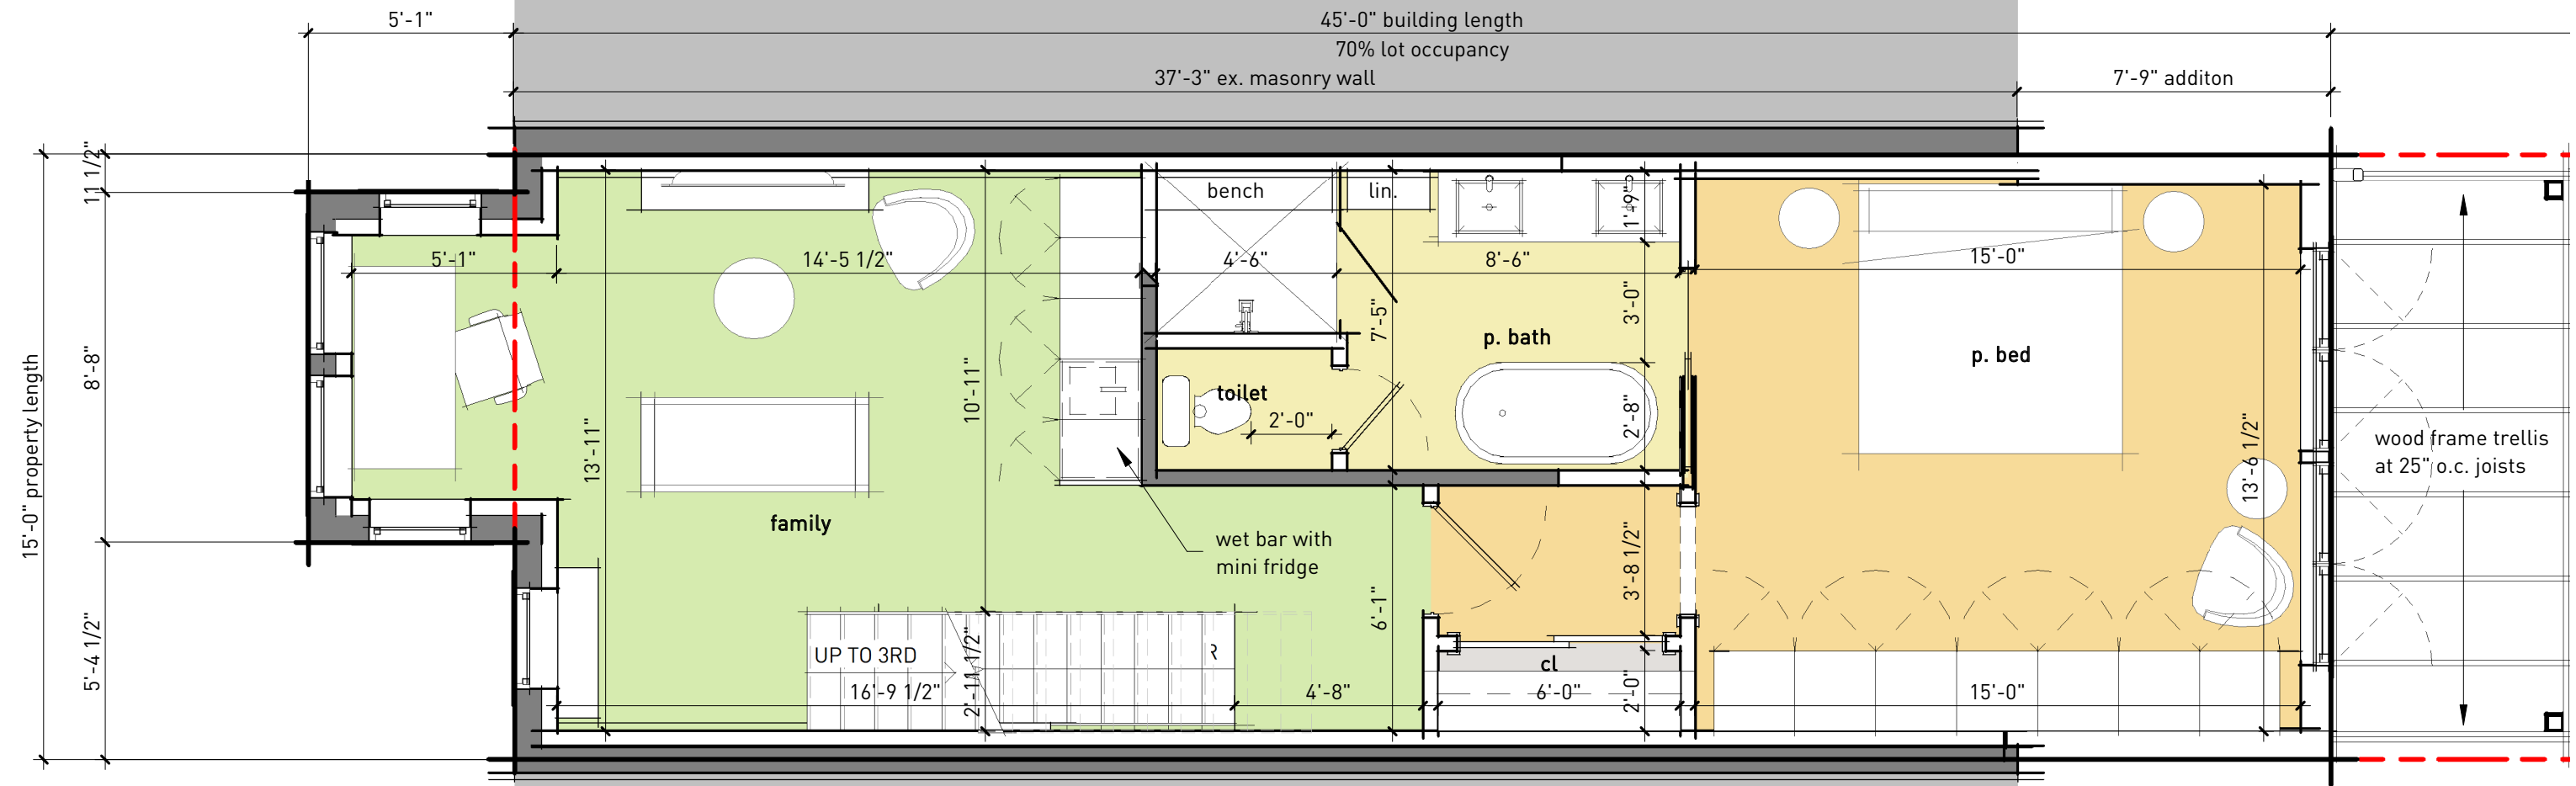 5'-1" 45'-0" building length
70% lot occupancy
37'-3" ex. masonry wall 7'-9" additon
11 1/2"
8'-8"
5'-4 1/2"
15'-0" property length
bench lin. 1'-9"
5'-1" 14'-5 1/2" 4'-6" 8'-6" 15'-0"
3'-0"
7'-5"
p. bath
p. bed
toilet
2'-0"
2'-8"
10'-11"
13'-11"
13'-6 1/2"
wood frame trellis
at 25" o.c. joists
family
wet bar with
mini fridge
3'-8 1/2"
6'-1"
UP TO 3RD
R
cl
2'-11 1/2"
16'-9 1/2" 4'-8" 6'-0" 2'-0" 15'-0"